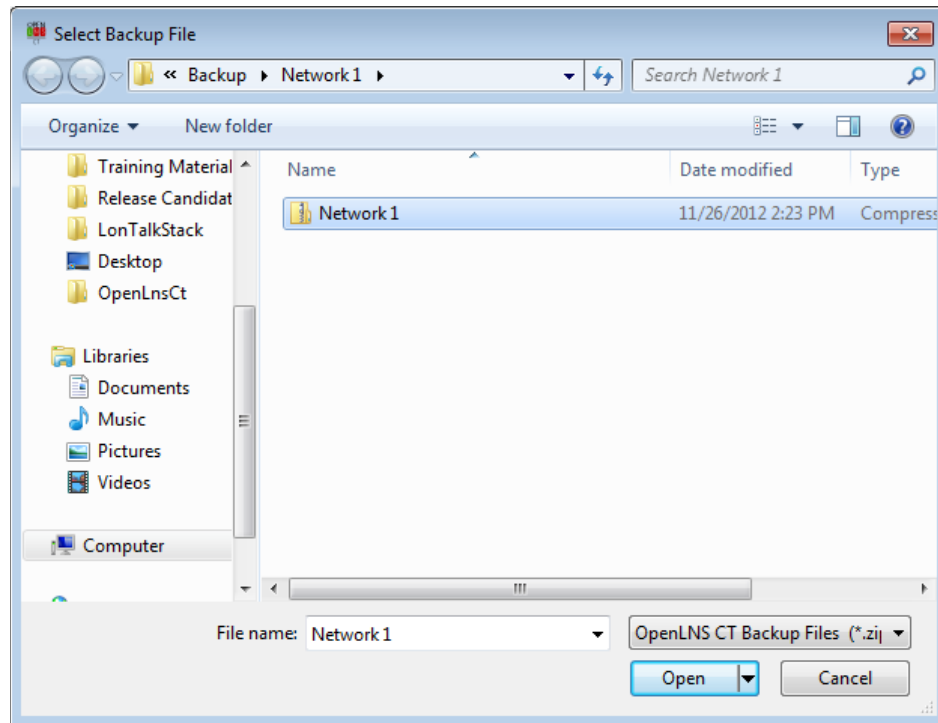 OPEN
Select Backup File
« Backup ▸ Network 1 ▸ Search Network 1
Organize New folder
Training Material
Release Candidat
LonTalkStack
Desktop
OpenLnsCt
Libraries
Documents
Music
Pictures
Videos
Computer
Name Date modified Type
Network 1 11/26/2012 2:23 PM Compress
File name: Network 1 OpenLNS CT Backup Files (*.zip
Open Cancel